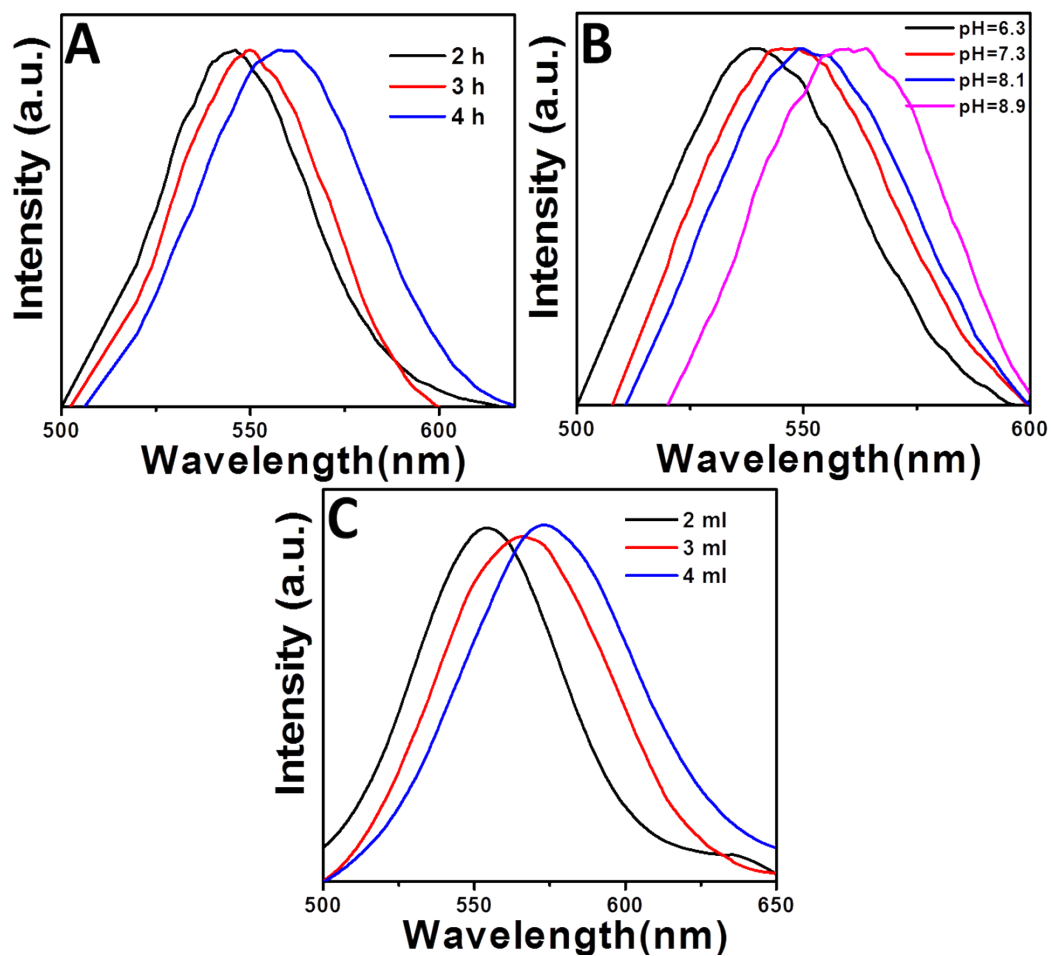 A
2 h
3 h
4 h
Intensity (a.u.)
500
550
600
Wavelength(nm)
B
pH=6.3
pH=7.3
pH=8.1
pH=8.9
Intensity (a.u.)
500
550
600
Wavelength(nm)
C
2 ml
3 ml
4 ml
Intensity (a.u.)
500
550
600
650
Wavelength(nm)